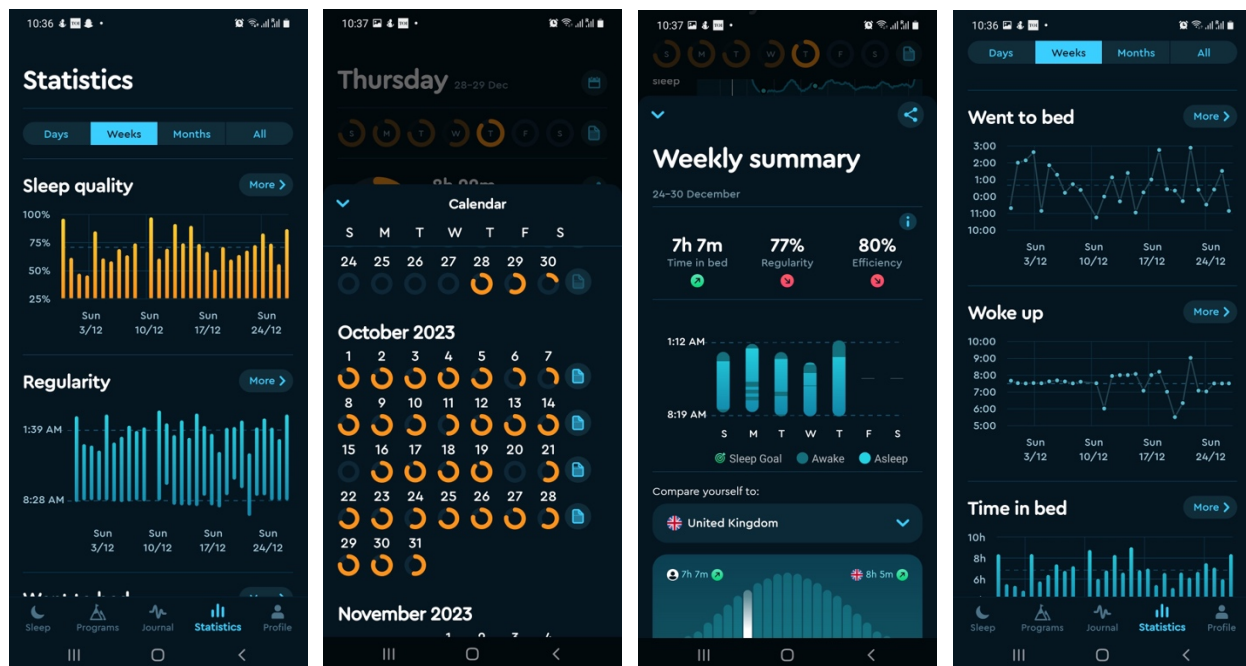 10:36
Statistics
Days Weeks Months All
Sleep quality More
100%
75%
50%
25%
Sun Sun Sun Sun
3/12 10/12 17/12 24/12
Regularity More
1:39 AM
8:28 AM
Sun Sun Sun Sun
3/12 10/12 17/12 24/12
Sleep Programs Journal Statistics Profile
10:37
Thursday 28-29 Dec
S M T W T F S
Calendar
S M T W T F S
24 25 26 27 28 29 30
October 2023
1 2 3 4 5 6 7
8 9 10 11 12 13 14
15 16 17 18 19 20 21
22 23 24 25 26 27 28
29 30 31
November 2023
10:37
S M T W T F S
sleep
Weekly summary
24-30 December
7h 7m 77% 80%
Time in bed Regularity Efficiency
1:12 AM
8:19 AM
S M T W T F S
Sleep Goal Awake Asleep
Compare yourself to:
United Kingdom
7h 7m 8h 5m
10:36
Days Weeks Months All
Went to bed More
3:00
2:00
1:00
0:00
11:00
10:00
Sun Sun Sun Sun
3/12 10/12 17/12 24/12
Woke up More
10:00
9:00
8:00
7:00
6:00
5:00
Sun Sun Sun Sun
3/12 10/12 17/12 24/12
Time in bed More
10h
8h
6h
Sleep Programs Journal Statistics Profile